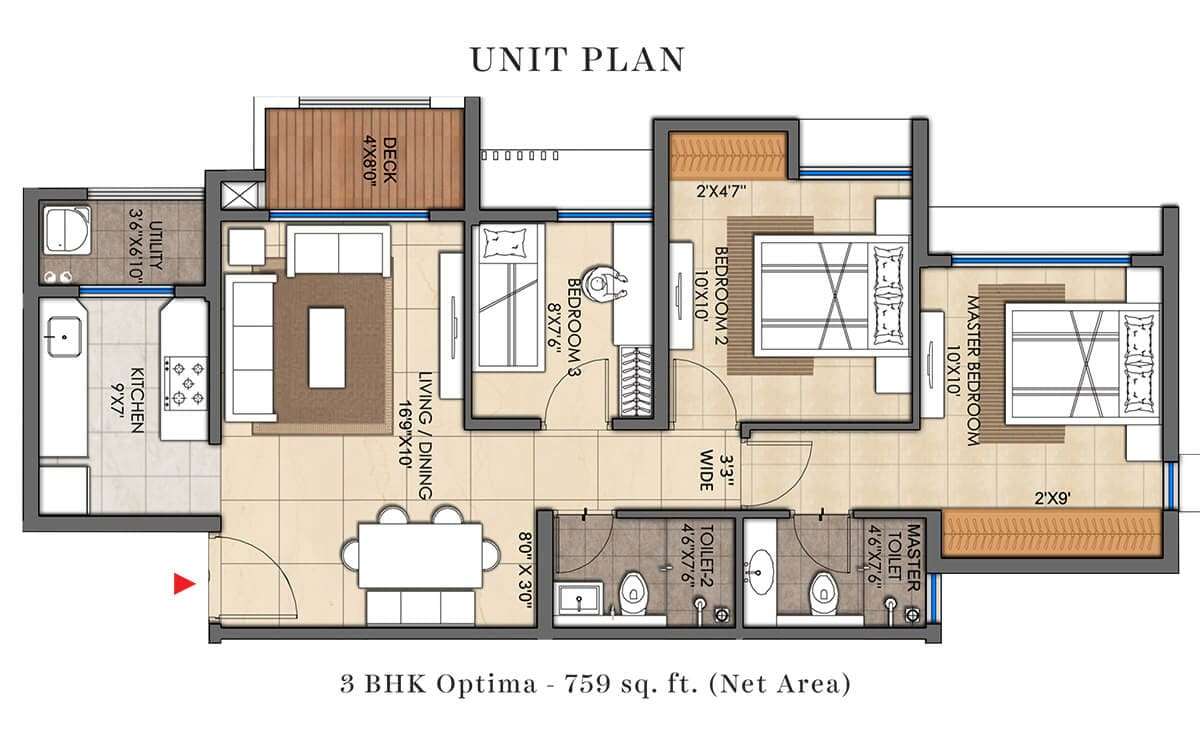 UNIT PLAN
DECK
4'X8'0"
UTILITY
3'6"X6'10"
KITCHEN
9'X7'
LIVING / DINING
16'9"X10'
BEDROOM 3
8'X7'6"
2'X4'7"
BEDROOM 2
10'X10'
MASTER BEDROOM
10'X10'
3'3"
WIDE
2'X9'
8'0" X 3'0"
TOILET-2
4'6"X7'6"
MASTER
TOILET
4'6"X7'6"
3 BHK Optima - 759 sq. ft. (Net Area)